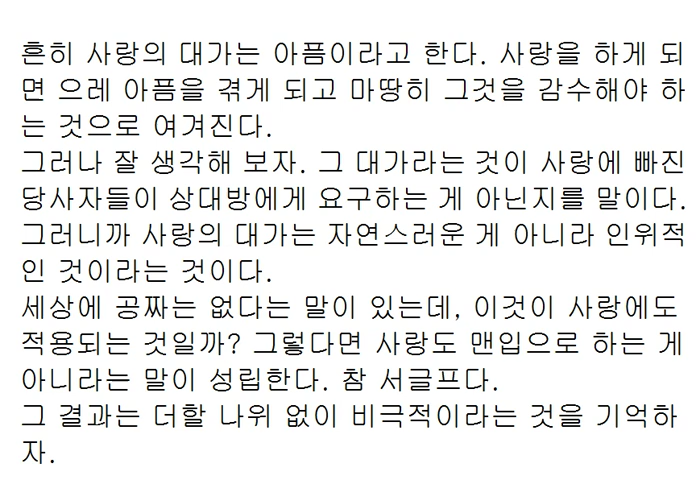 흔히 사랑의 대가는 아픔이라고 한다. 사랑을 하게 되
면 으레 아픔을 겪게 되고 마땅히 그것을 감수해야 하
는 것으로 여겨진다.
그러나 잘 생각해 보자. 그 대가라는 것이 사랑에 빠진
당사자들이 상대방에게 요구하는 게 아닌지를 말이다.
그러니까 사랑의 대가는 자연스러운 게 아니라 인위적
인 것이라는 것이다.
세상에 공짜는 없다는 말이 있는데, 이것이 사랑에도
적용되는 것일까? 그렇다면 사랑도 맨입으로 하는 게
아니라는 말이 성립한다. 참 서글프다.
그 결과는 더할 나위 없이 비극적이라는 것을 기억하
자.